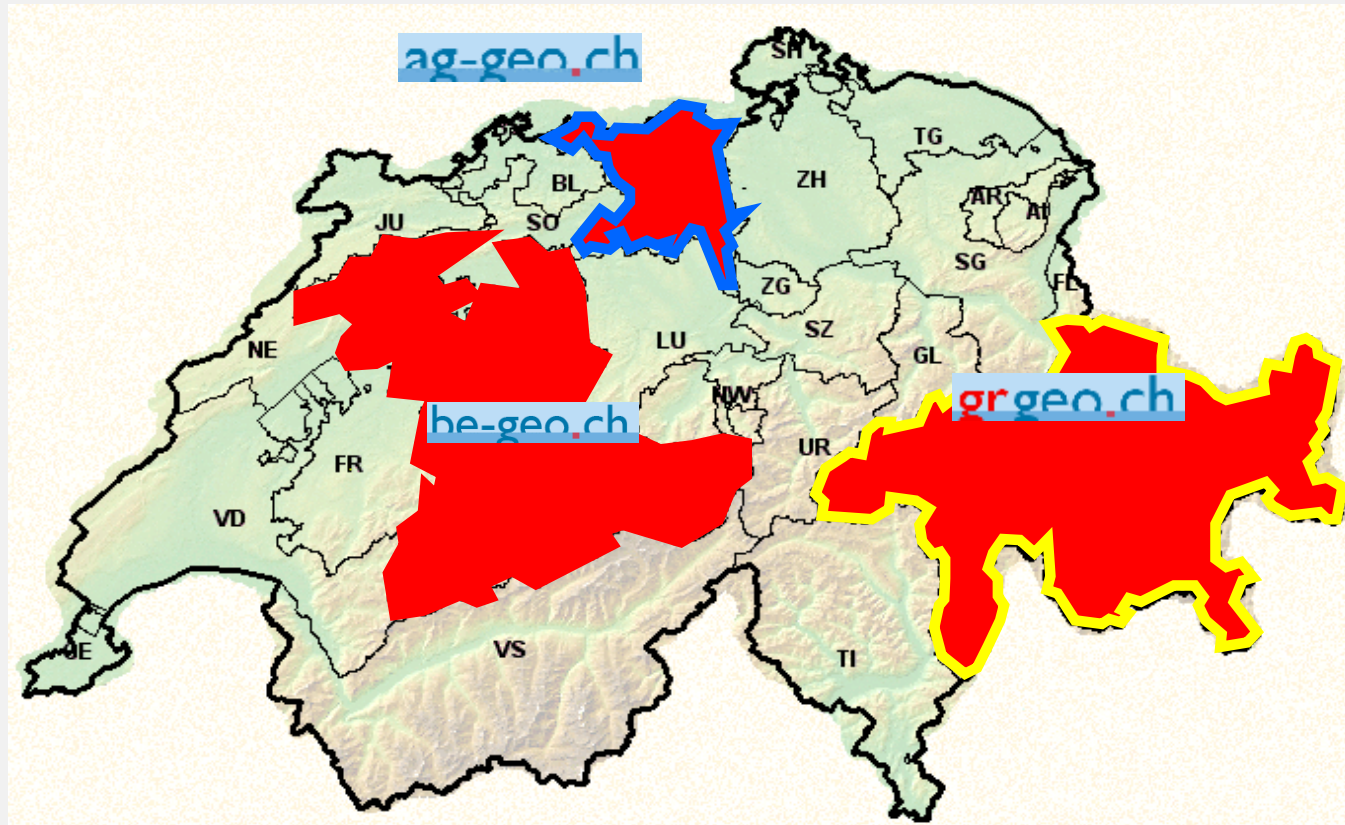 ag-geo.ch
SH
TG
BL
ZH
AR
AI
JU
SO
SG
ZG
FL
SZ
NE
LU
GL
NW
grgeo.ch
be-geo.ch
UR
FR
VD
GE
VS
TI